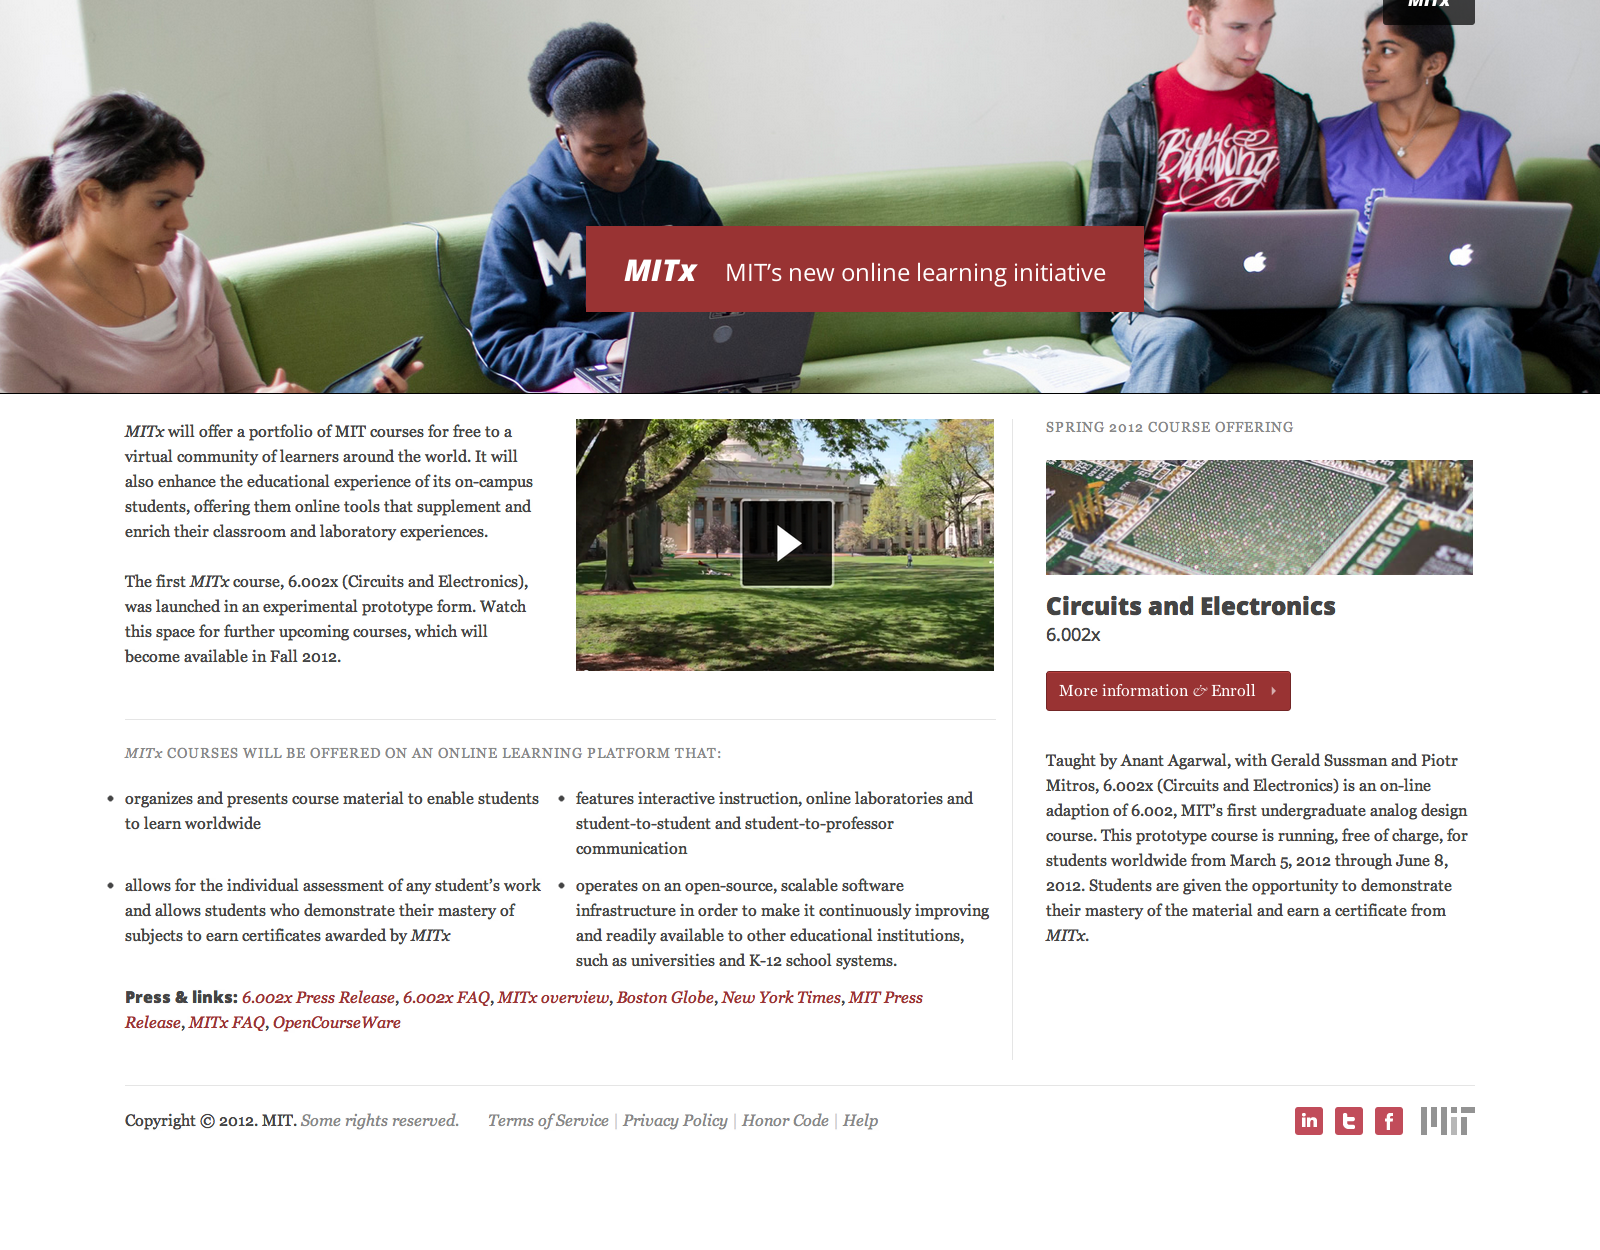 MITx
Billabong
M
MITx MIT’s new online learning initiative
MITx will offer a portfolio of MIT courses for free to a
virtual community of learners around the world. It will
also enhance the educational experience of its on-campus
students, offering them online tools that supplement and
enrich their classroom and laboratory experiences.
The first MITx course, 6.002x (Circuits and Electronics),
was launched in an experimental prototype form. Watch
this space for further upcoming courses, which will
become available in Fall 2012.
MITx COURSES WILL BE OFFERED ON AN ONLINE LEARNING PLATFORM THAT:
• organizes and presents course material to enable students
to learn worldwide
• features interactive instruction, online laboratories and
student-to-student and student-to-professor
communication
• allows for the individual assessment of any student’s work
and allows students who demonstrate their mastery of
subjects to earn certificates awarded by MITx
• operates on an open-source, scalable software
infrastructure in order to make it continuously improving
and readily available to other educational institutions,
such as universities and K-12 school systems.
Press & links: 6.002x Press Release, 6.002x FAQ, MITx overview, Boston Globe, New York Times, MIT Press
Release, MITx FAQ, OpenCourseWare
SPRING 2012 COURSE OFFERING
Circuits and Electronics
6.002x
More information & Enroll
Taught by Anant Agarwal, with Gerald Sussman and Piotr
Mitros, 6.002x (Circuits and Electronics) is an on-line
adaption of 6.002, MIT’s first undergraduate analog design
course. This prototype course is running, free of charge, for
students worldwide from March 5, 2012 through June 8,
2012. Students are given the opportunity to demonstrate
their mastery of the material and earn a certificate from
MITx.
Copyright © 2012. MIT. Some rights reserved. Terms of Service | Privacy Policy | Honor Code | Help
in t f MIT